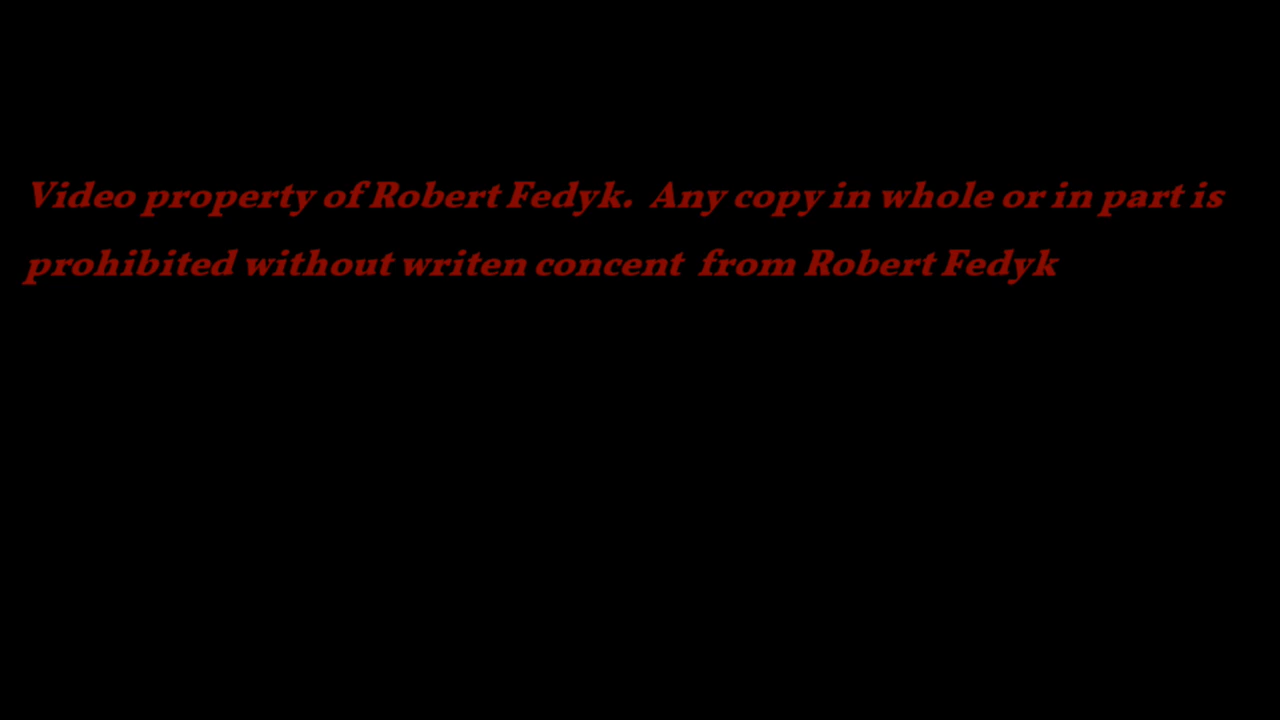 Video property of Robert Fedyk.  Any copy in whole or in part is
prohibited without writen concent  from Robert Fedyk